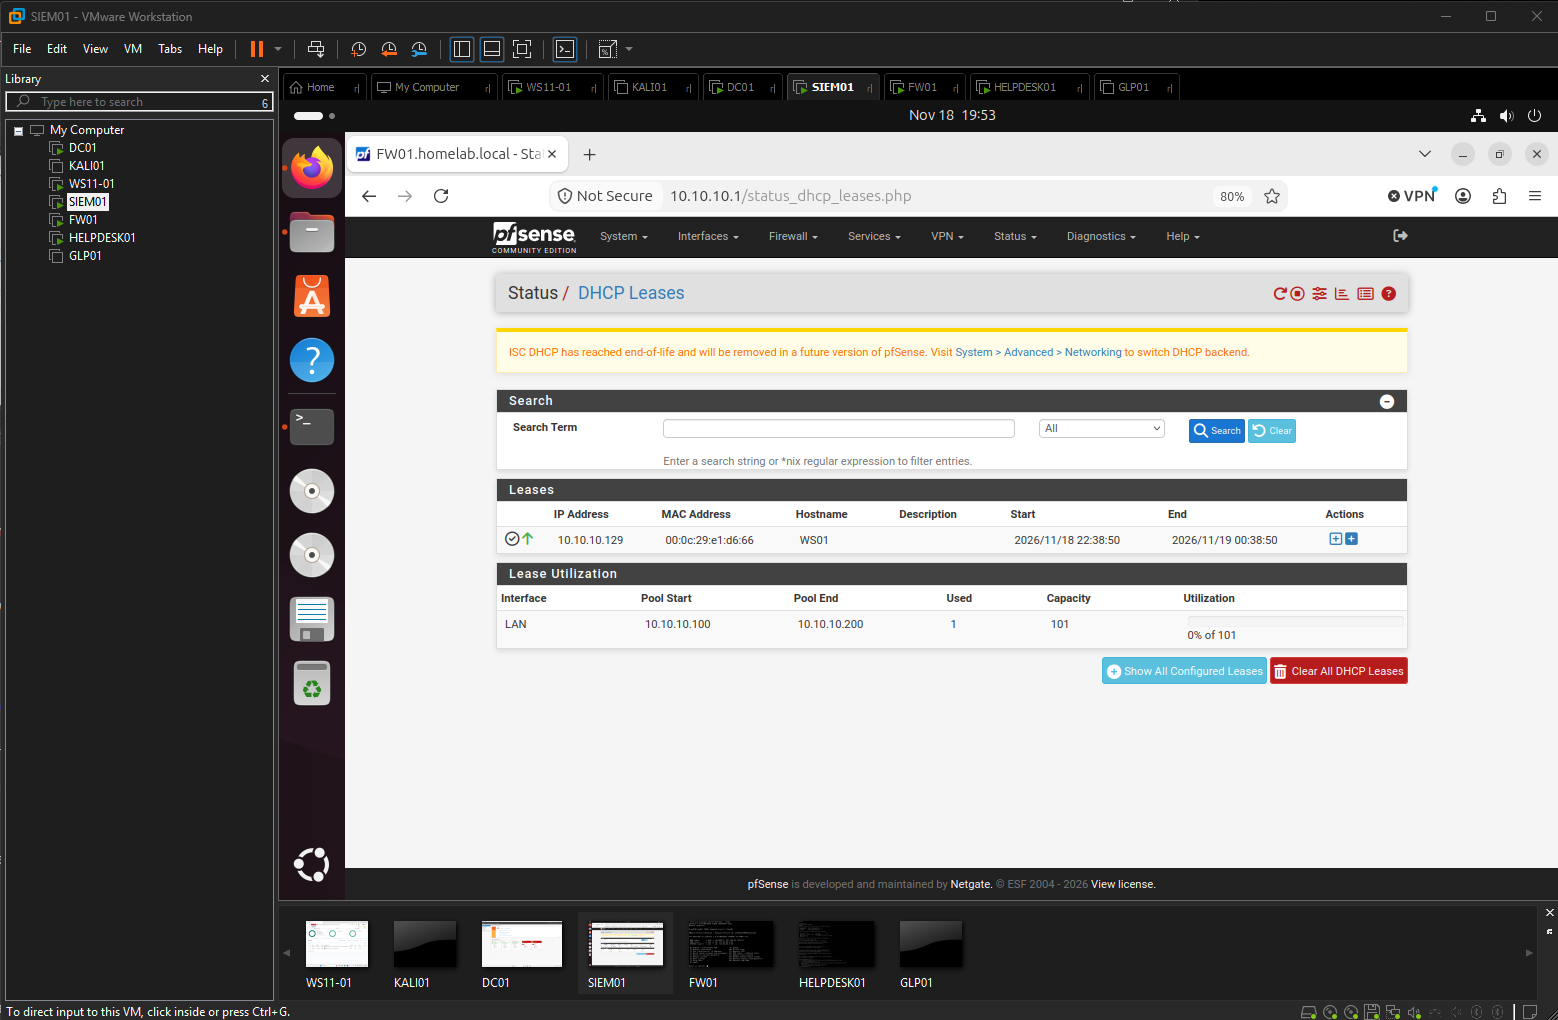 SIEM01 - VMware Workstation
File Edit View VM Tabs Help
Library
Type here to search 6
My Computer
DC01
KALI01
WS11-01
SIEM01
FW01
HELPDESK01
GLP01
Home My Computer WS11-01 KALI01 DC01 SIEM01 FW01 HELPDESK01 GLP01
Nov 18 19:53
FW01.homelab.local - Sta
Not Secure 10.10.10.1/status_dhcp_leases.php 80% VPN
pfsense COMMUNITY EDITION
System Interfaces Firewall Services VPN Status Diagnostics Help
Status / DHCP Leases
ISC DHCP has reached end-of-life and will be removed in a future version of pfSense. Visit System > Advanced > Networking to switch DHCP backend.
Search
Search Term All Search Clear
Enter a search string or *nix regular expression to filter entries.
Leases
IP Address MAC Address Hostname Description Start End Actions
10.10.10.129 00:0c:29:e1:d6:66 WS01 2026/11/18 22:38:50 2026/11/19 00:38:50
Lease Utilization
Interface Pool Start Pool End Used Capacity Utilization
LAN 10.10.10.100 10.10.10.200 1 101
0% of 101
Show All Configured Leases Clear All DHCP Leases
pfSense is developed and maintained by Netgate. © ESF 2004 - 2026 View license.
WS11-01 KALI01 DC01 SIEM01 FW01 HELPDESK01 GLP01
To direct input to this VM, click inside or press Ctrl+G.